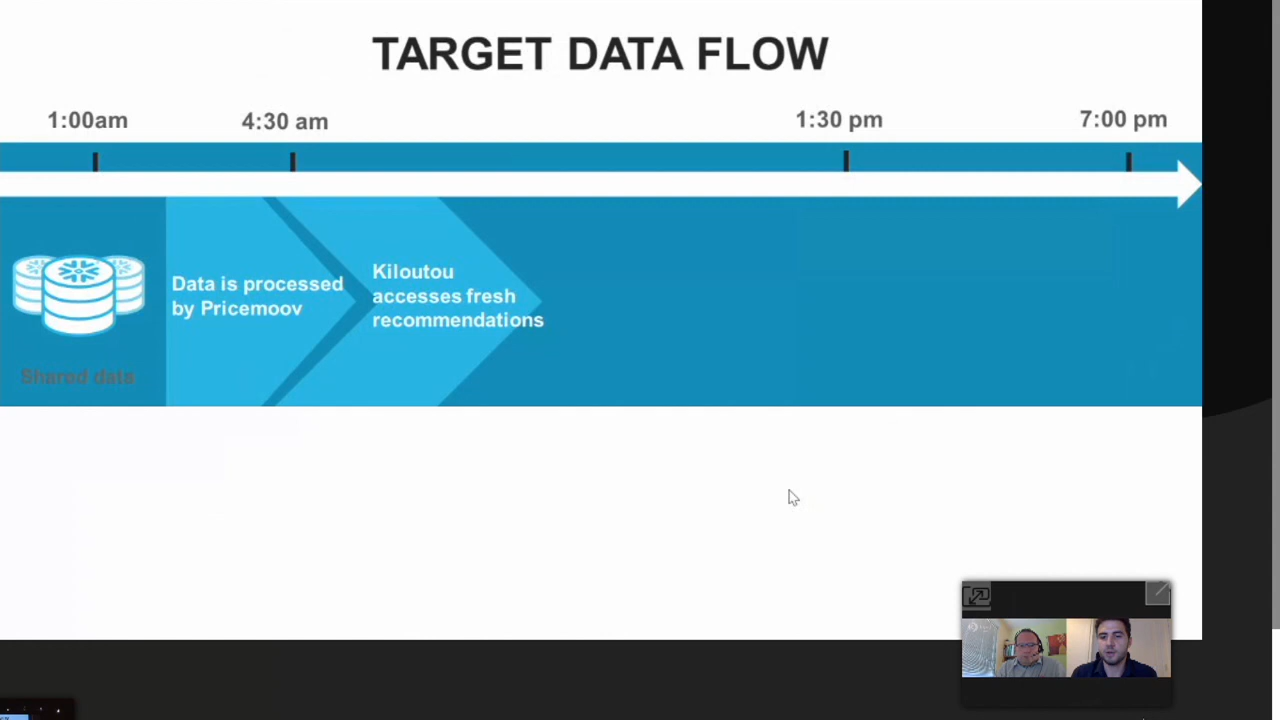 TARGET DATA FLOW
1:00am
4:30 am
1:30 pm
7:00 pm
Data is processed
by Pricemoov
Kiloutou
accesses fresh
recommendations
Shared data